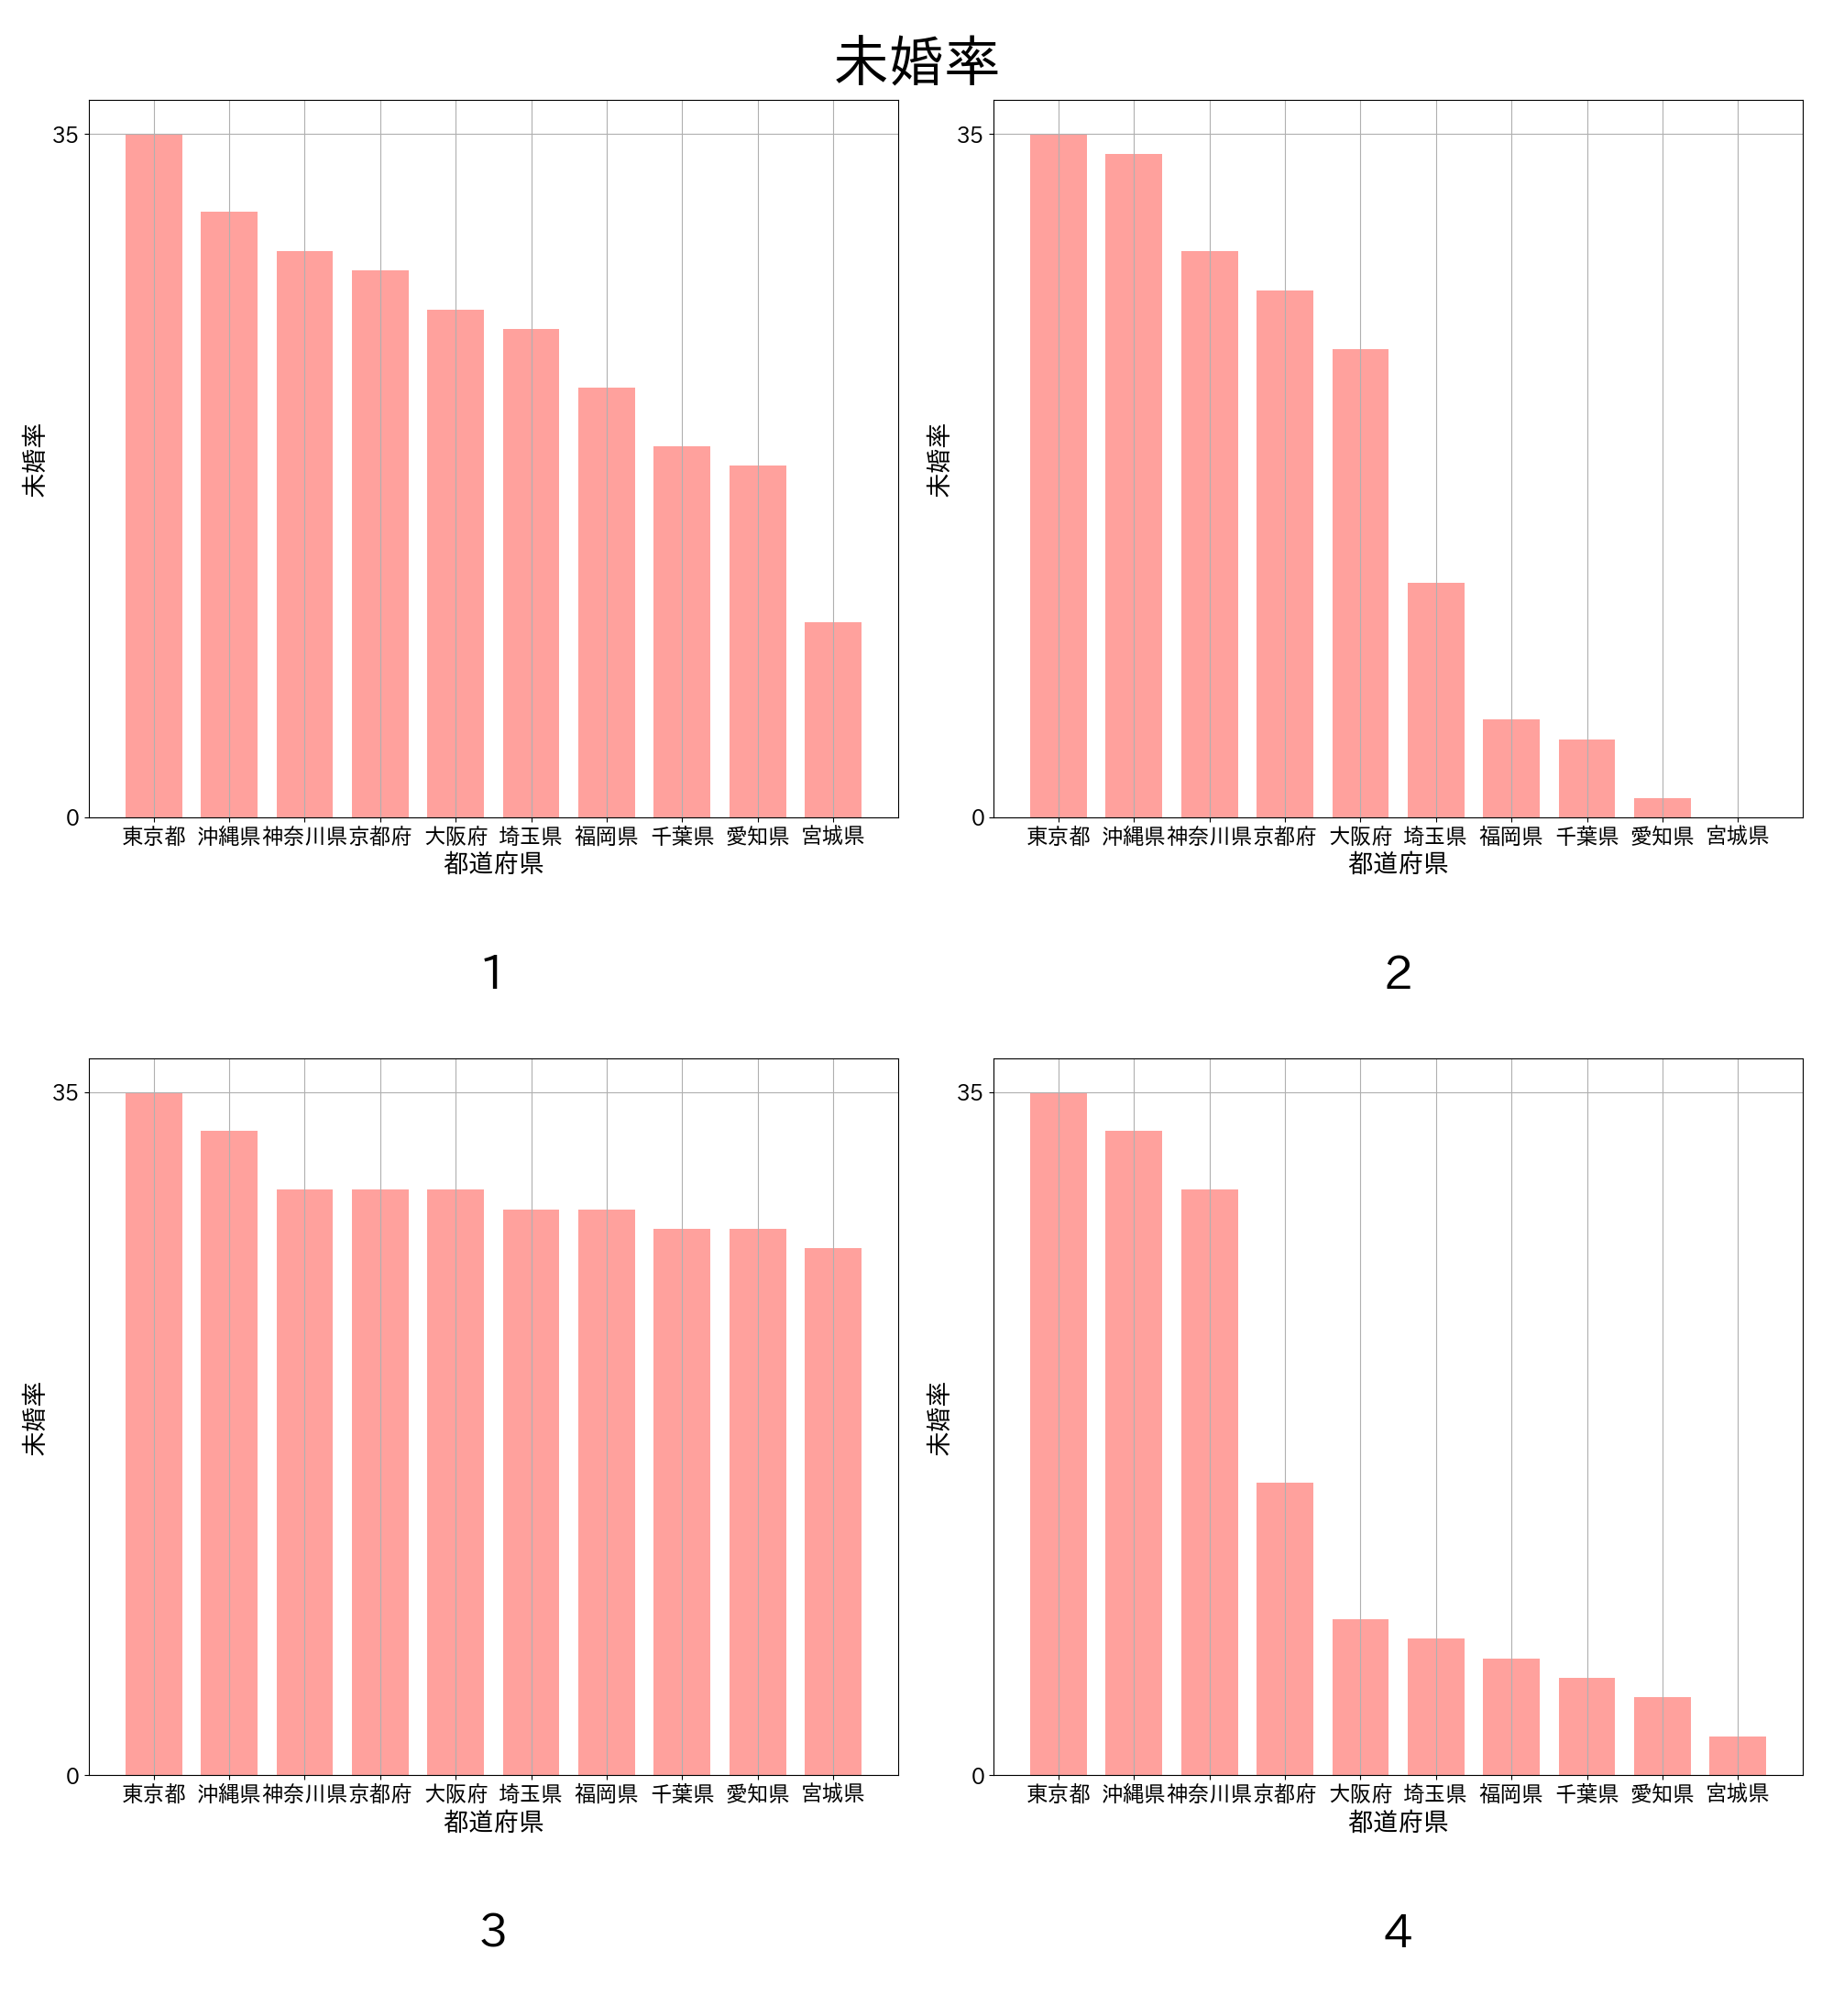 未婚率
35
0
未婚率
東京都 沖縄県 神奈川県 京都府 大阪府 埼玉県 福岡県 千葉県 愛知県 宮城県
都道府県
1
35
0
未婚率
東京都 沖縄県 神奈川県 京都府 大阪府 埼玉県 福岡県 千葉県 愛知県 宮城県
都道府県
2
35
0
未婚率
東京都 沖縄県 神奈川県 京都府 大阪府 埼玉県 福岡県 千葉県 愛知県 宮城県
都道府県
3
35
0
未婚率
東京都 沖縄県 神奈川県 京都府 大阪府 埼玉県 福岡県 千葉県 愛知県 宮城県
都道府県
4